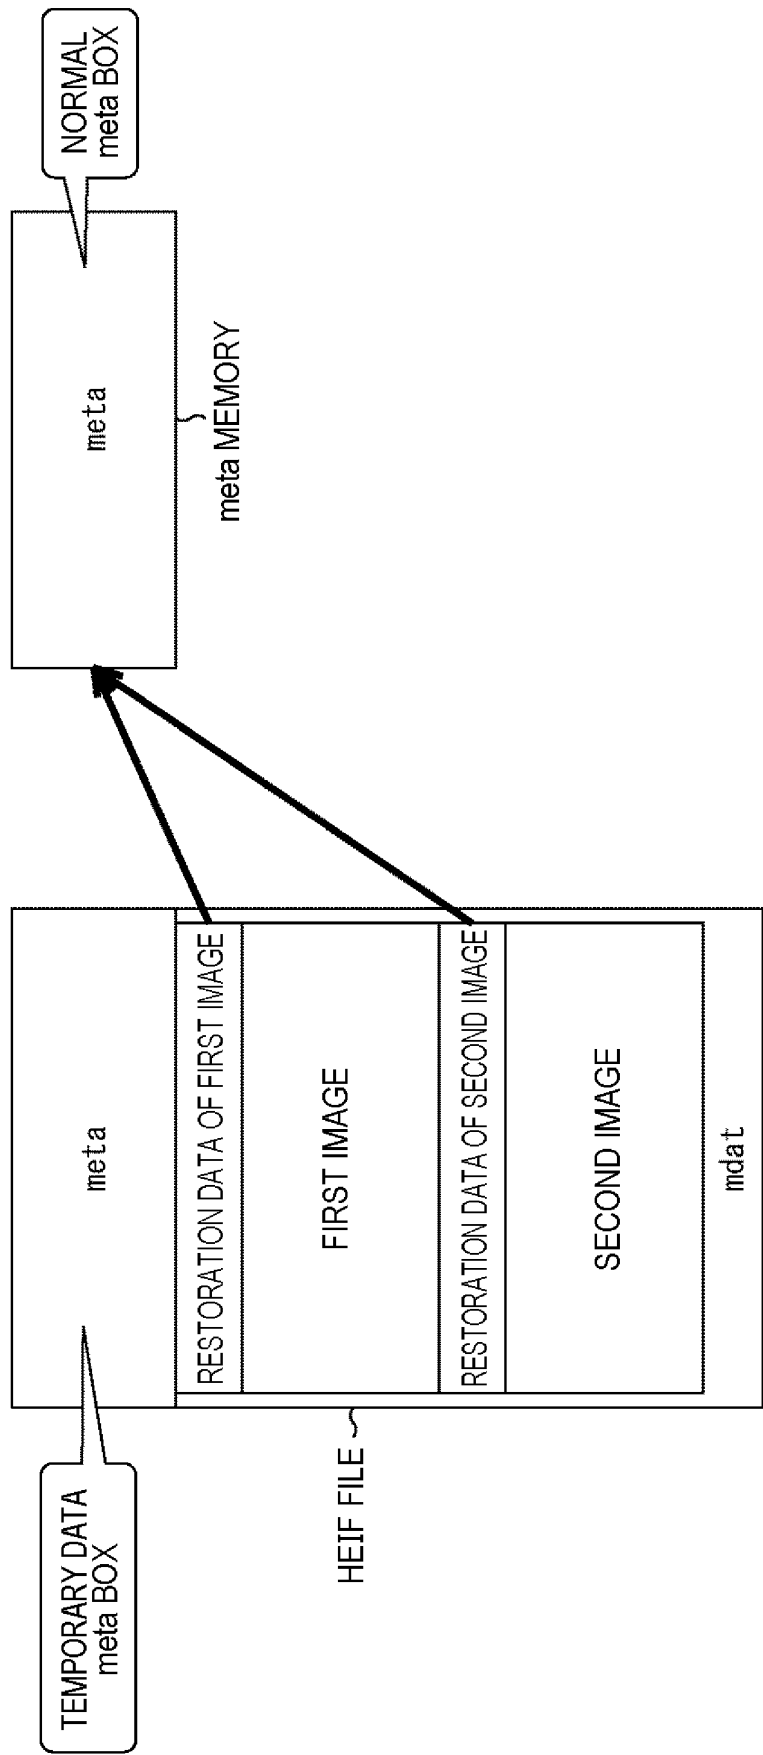 TEMPORARY DATA
meta BOX
meta
RESTORATION DATA OF FIRST IMAGE
FIRST IMAGE
RESTORATION DATA OF SECOND IMAGE
SECOND IMAGE
mdat
HEIF FILE
NORMAL
meta BOX
meta
meta MEMORY